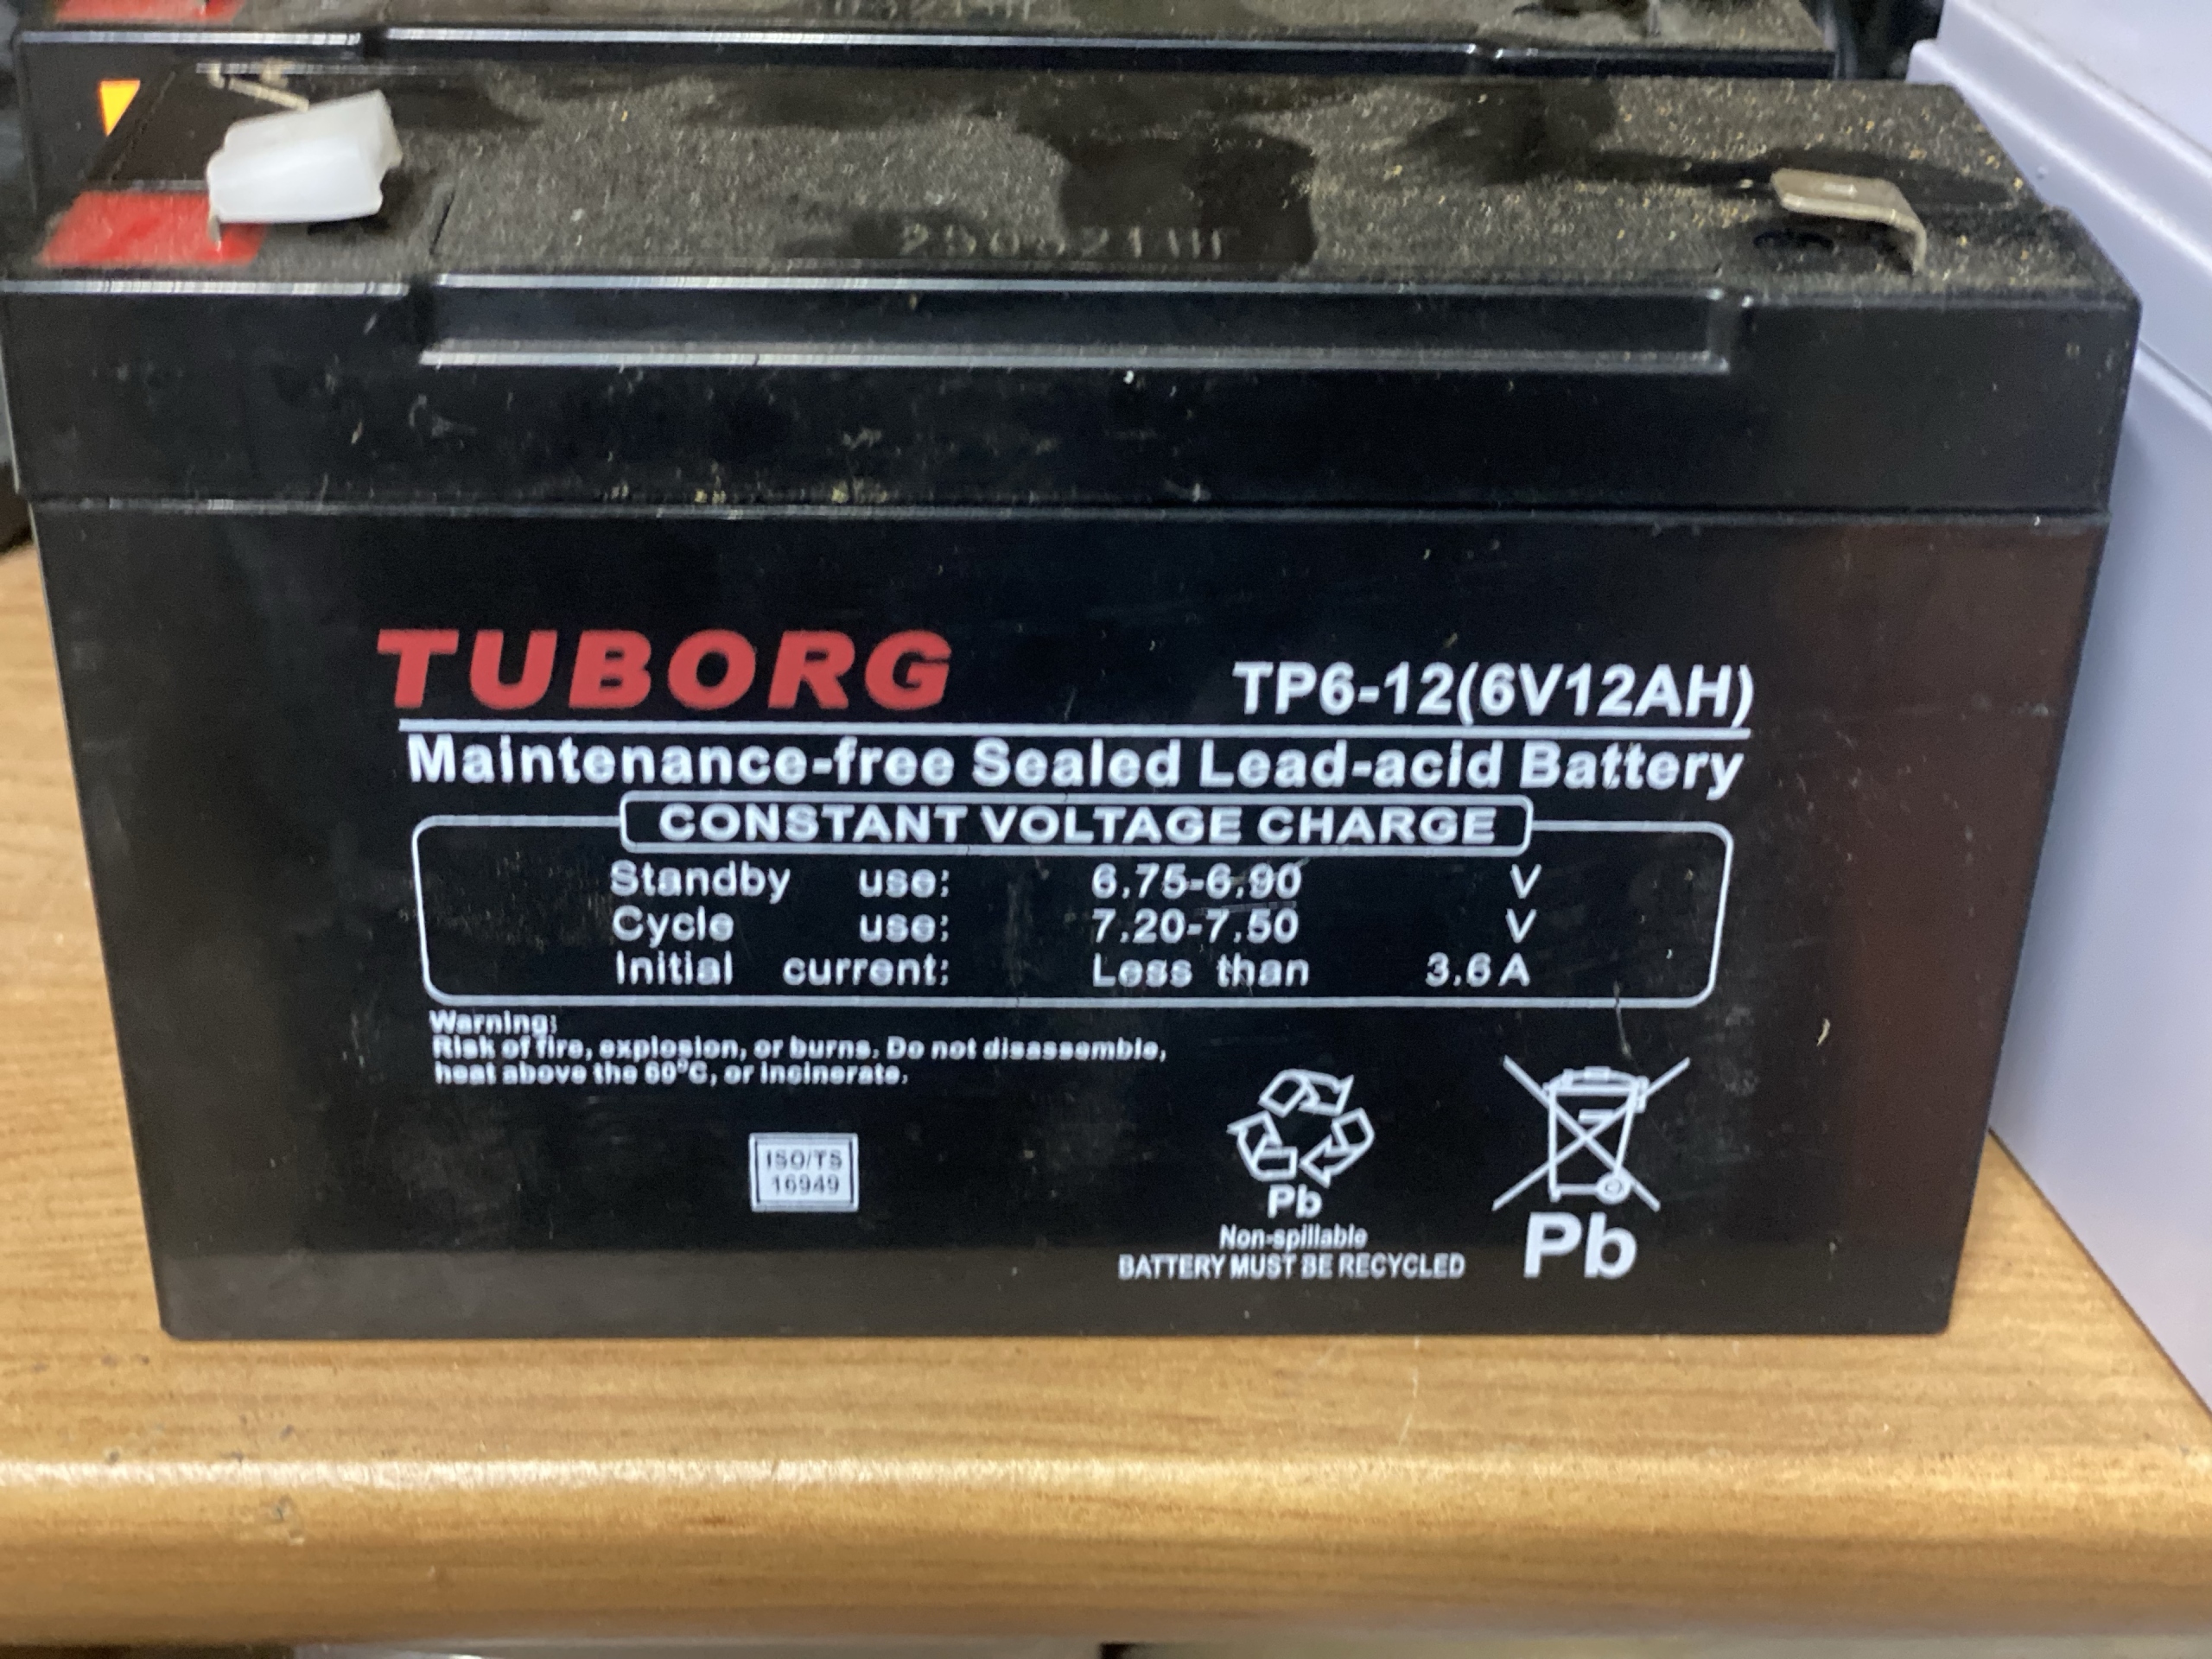 TUBORG
TP6-12(6V12AH)
Maintenance-free Sealed Lead-acid Battery
CONSTANT VOLTAGE CHARGE
Standby use: 6.75-6.90 V
Cycle use: 7.20-7.50 V
Initial current: Less than 3.6A
Warning:
Risk of fire, explosion, or burns. Do not disassemble,
heat above the 60°C, or incinerate.
ISO/TS
16949
Pb
Non-spillable
BATTERY MUST BE RECYCLED
Pb